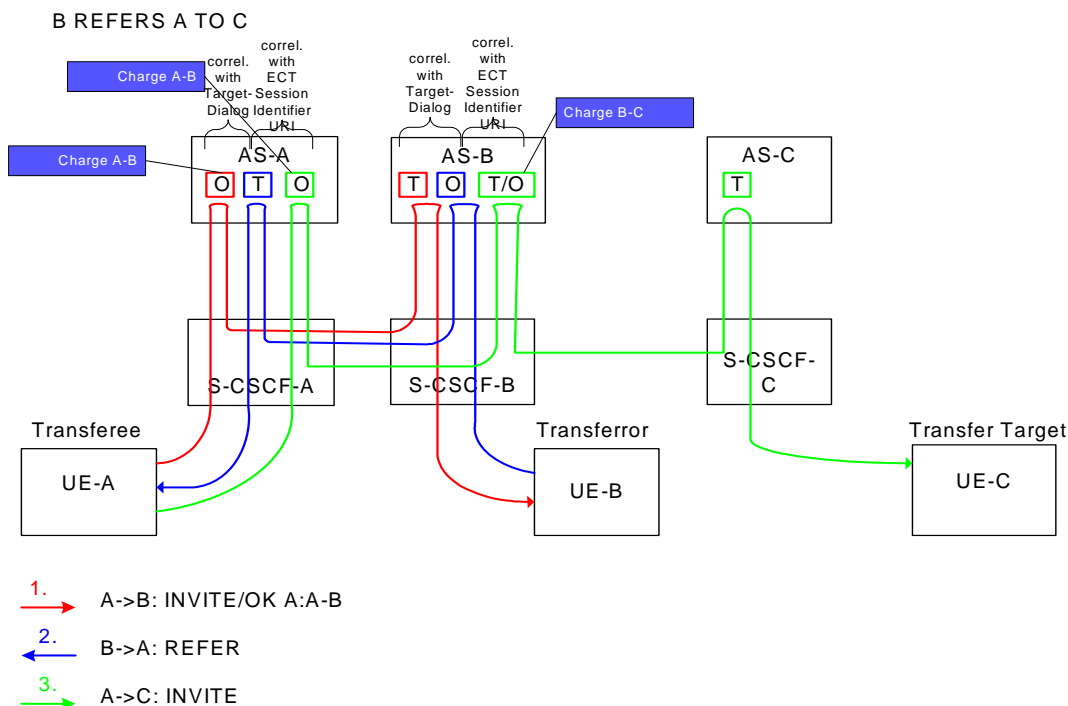 B REFERS A TO C
correl.
with
Target-
Dialog
correl.
with
ECT
Session
Identifier
URI
correl.
with
Target-
Dialog
correl.
with
ECT
Session
Identifier
URI
Charge A-B
Charge A-B
Charge B-C
AS-A
O T O
AS-B
T O T/O
AS-C
T
S-CSCF-A
S-CSCF-B
S-CSCF-
C
Transferee
Transferror
Transfer Target
UE-A
UE-B
UE-C
1. A->B: INVITE/OK A:A-B
2. B->A: REFER
3. A->C: INVITE